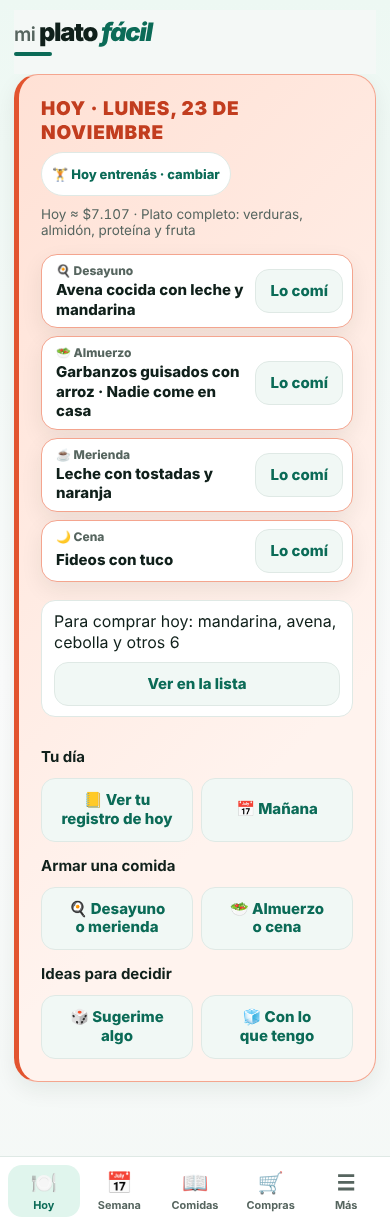 mi plato fácil
HOY · LUNES, 23 DE
NOVIEMBRE
🏋️ Hoy entrenás · cambiar
Hoy ≈ $7.107 · Plato completo: verduras,
almidón, proteína y fruta
🍳 Desayuno
Avena cocida con leche y
mandarina
Lo comí
🥗 Almuerzo
Garbanzos guisados con
arroz · Nadie come en
casa
Lo comí
☕ Merienda
Leche con tostadas y
naranja
Lo comí
🌙 Cena
Fideos con tuco
Lo comí
Para comprar hoy: mandarina, avena,
cebolla y otros 6
Ver en la lista
Tu día
📒 Ver tu
registro de hoy
📅 Mañana
Armar una comida
🍳 Desayuno
o merienda
🥗 Almuerzo
o cena
Ideas para decidir
🎲 Sugerime
algo
🧊 Con lo
que tengo
Hoy
Semana
Comidas
Compras
Más